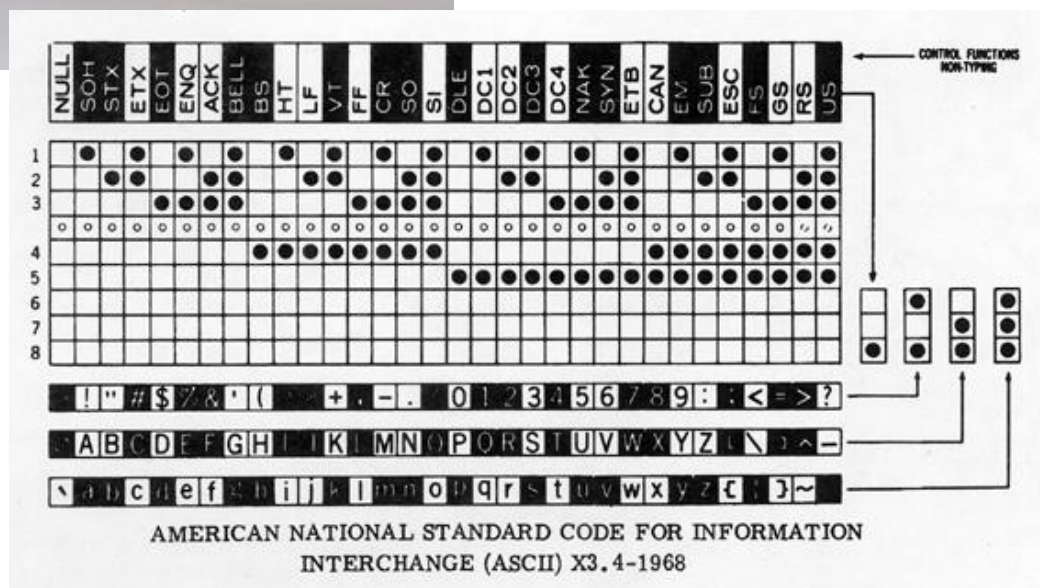 CONTROL FUNCTIONS
NON-TYPING
NULL SOH STX ETX EOT ENQ ACK BELL BS HT LF VT FF CR SO SI DLE DC1 DC2 DC3 DC4 NAK SYN ETB CAN EM SUB ESC FS GS RS US
1
2
3
4
5
6
7
8
! " # $ % & ' ( + , - . 0 1 2 3 4 5 6 7 8 9 : ; < = > ?
A B C D E F G H I K L M N O P Q R S T U V W X Y Z \ ^ —
` a b c d e f g h i j k l m n o p q r s t u v w x y z { } ~
AMERICAN NATIONAL STANDARD CODE FOR INFORMATION
INTERCHANGE (ASCII) X3.4-1968